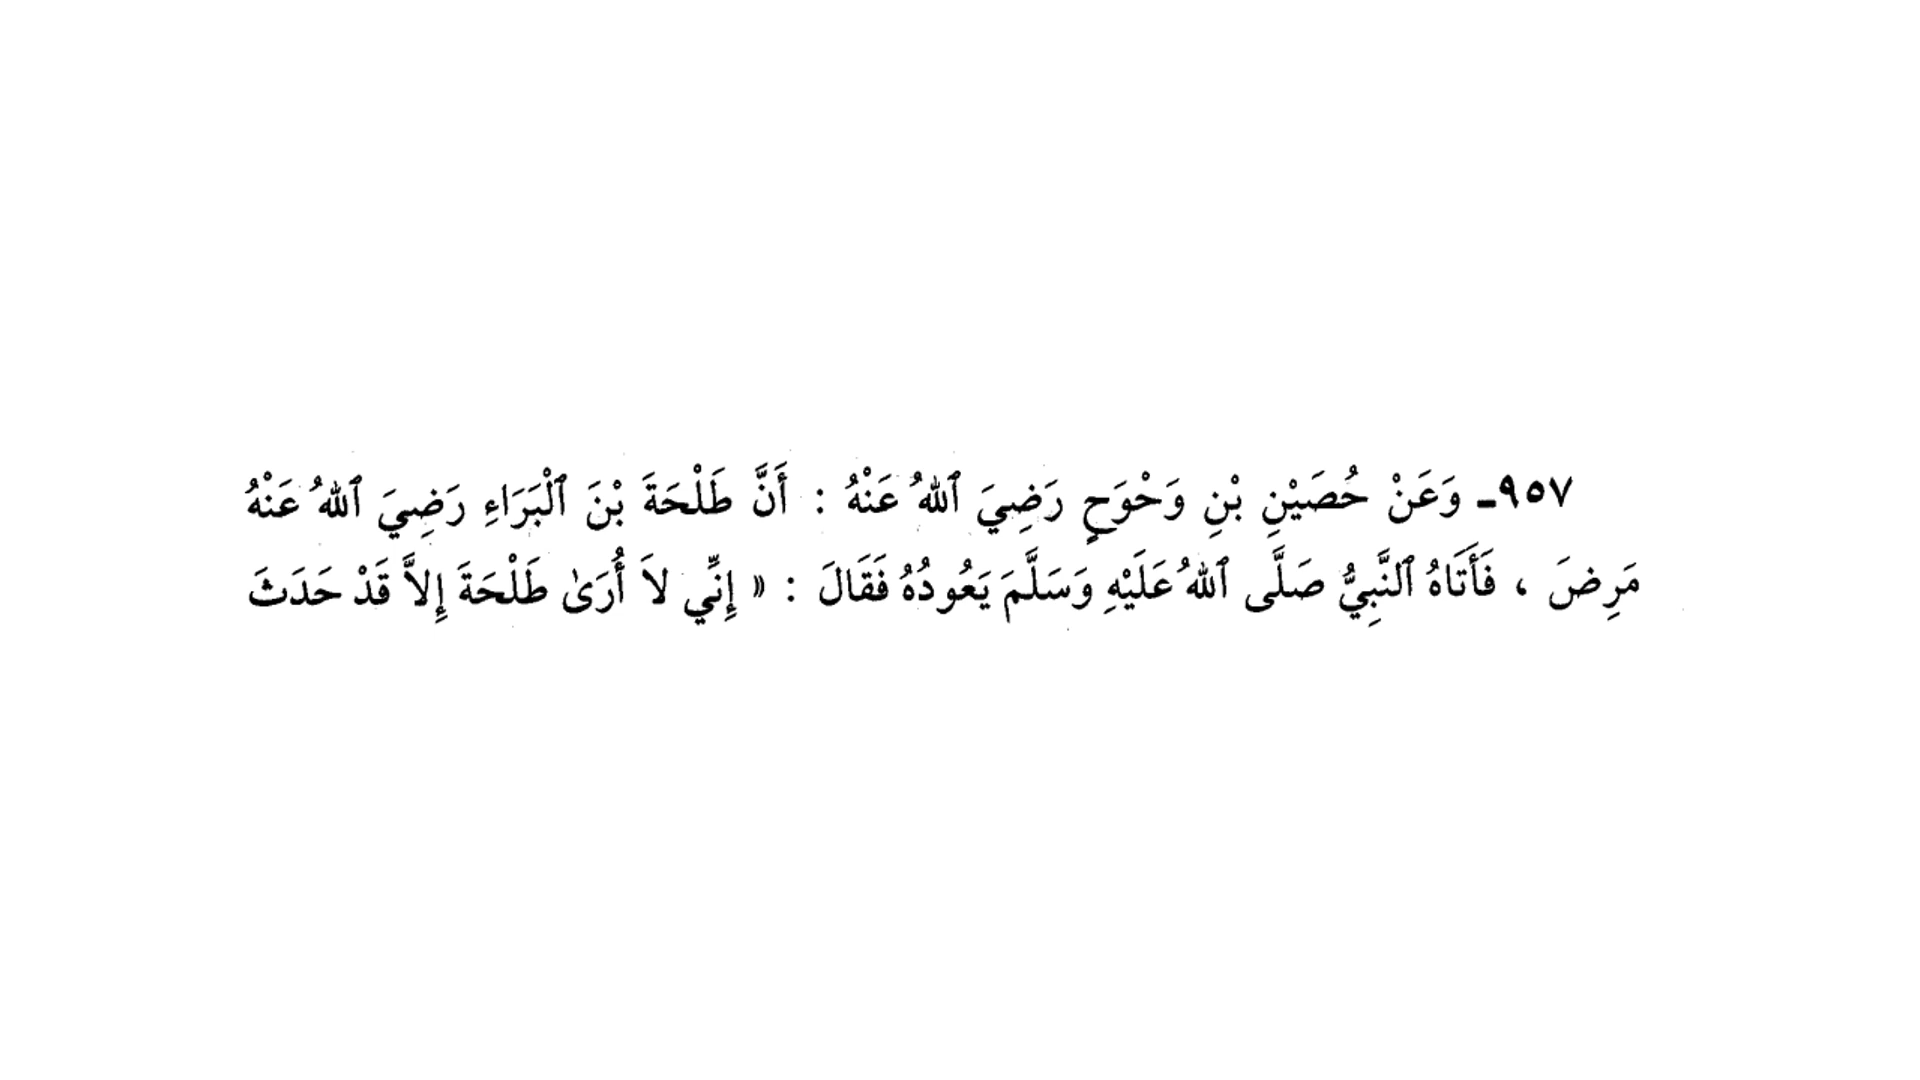 ٩٥٧ـ وَعَنْ حُصَيْنِ بْنِ وَحْوَحٍ رَضِيَ ٱللهُ عَنْهُ : أَنَّ طَلْحَةَ بْنَ ٱلْبَرَاءِ رَضِيَ ٱللهُ عَنْهُ
مَرِضَ ، فَأَتَاهُ ٱلنَّبِيُّ صَلَّى ٱللهُ عَلَيْهِ وَسَلَّمَ يَعُودُهُ فَقَالَ : « إِنِّي لاَ أُرَىٰ طَلْحَةَ إِلاَّ قَدْ حَدَثَ